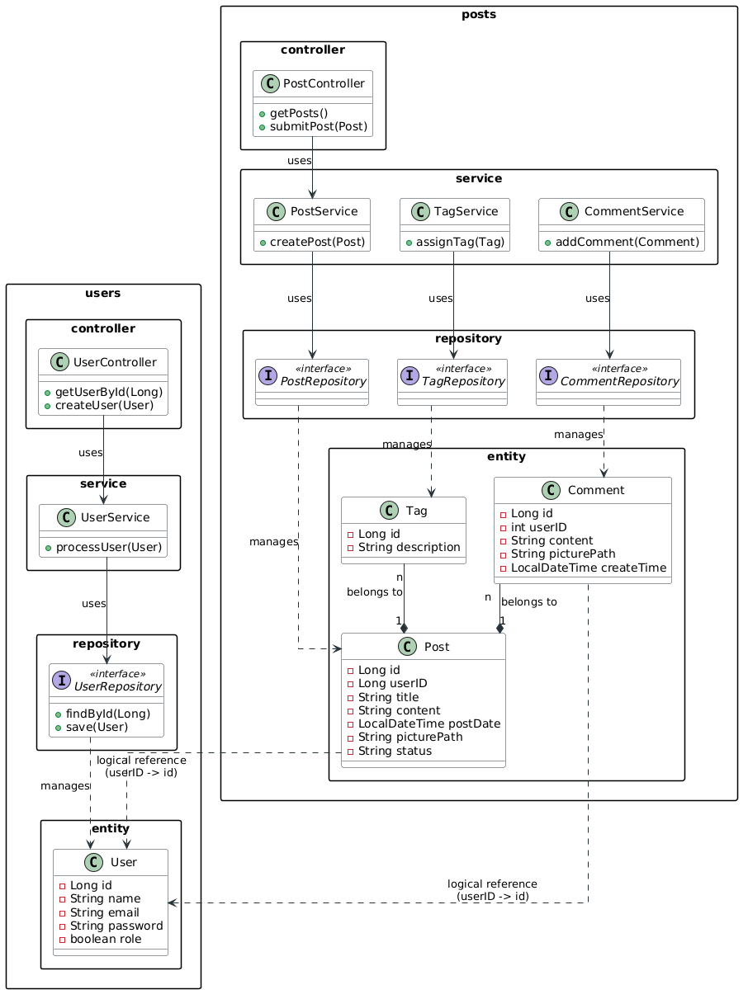 posts
controller
C PostController
getPosts()
submitPost(Post)
uses
service
C PostService
createPost(Post)
C TagService
assignTag(Tag)
C CommentService
addComment(Comment)
uses
uses
uses
repository
I «interface»
PostRepository
I «interface»
TagRepository
I «interface»
CommentRepository
manages
manages
manages
entity
C Tag
Long id
String description
C Comment
Long id
int userID
String content
String picturePath
LocalDateTime createTime
n
belongs to
1
n
belongs to
1
C Post
Long id
Long userID
String title
String content
LocalDateTime postDate
String picturePath
String status
users
controller
C UserController
getUserById(Long)
createUser(User)
uses
service
C UserService
processUser(User)
uses
repository
I «interface»
UserRepository
findById(Long)
save(User)
manages
logical reference
(userID -> id)
entity
C User
Long id
String name
String email
String password
boolean role
logical reference
(userID -> id)